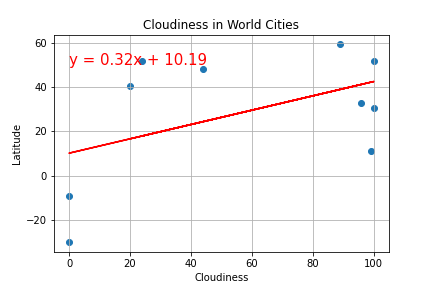 Cloudiness in World Cities
60
y = 0.32x + 10.19
40
20
0
−20
Latitude
0 20 40 60 80 100
Cloudiness